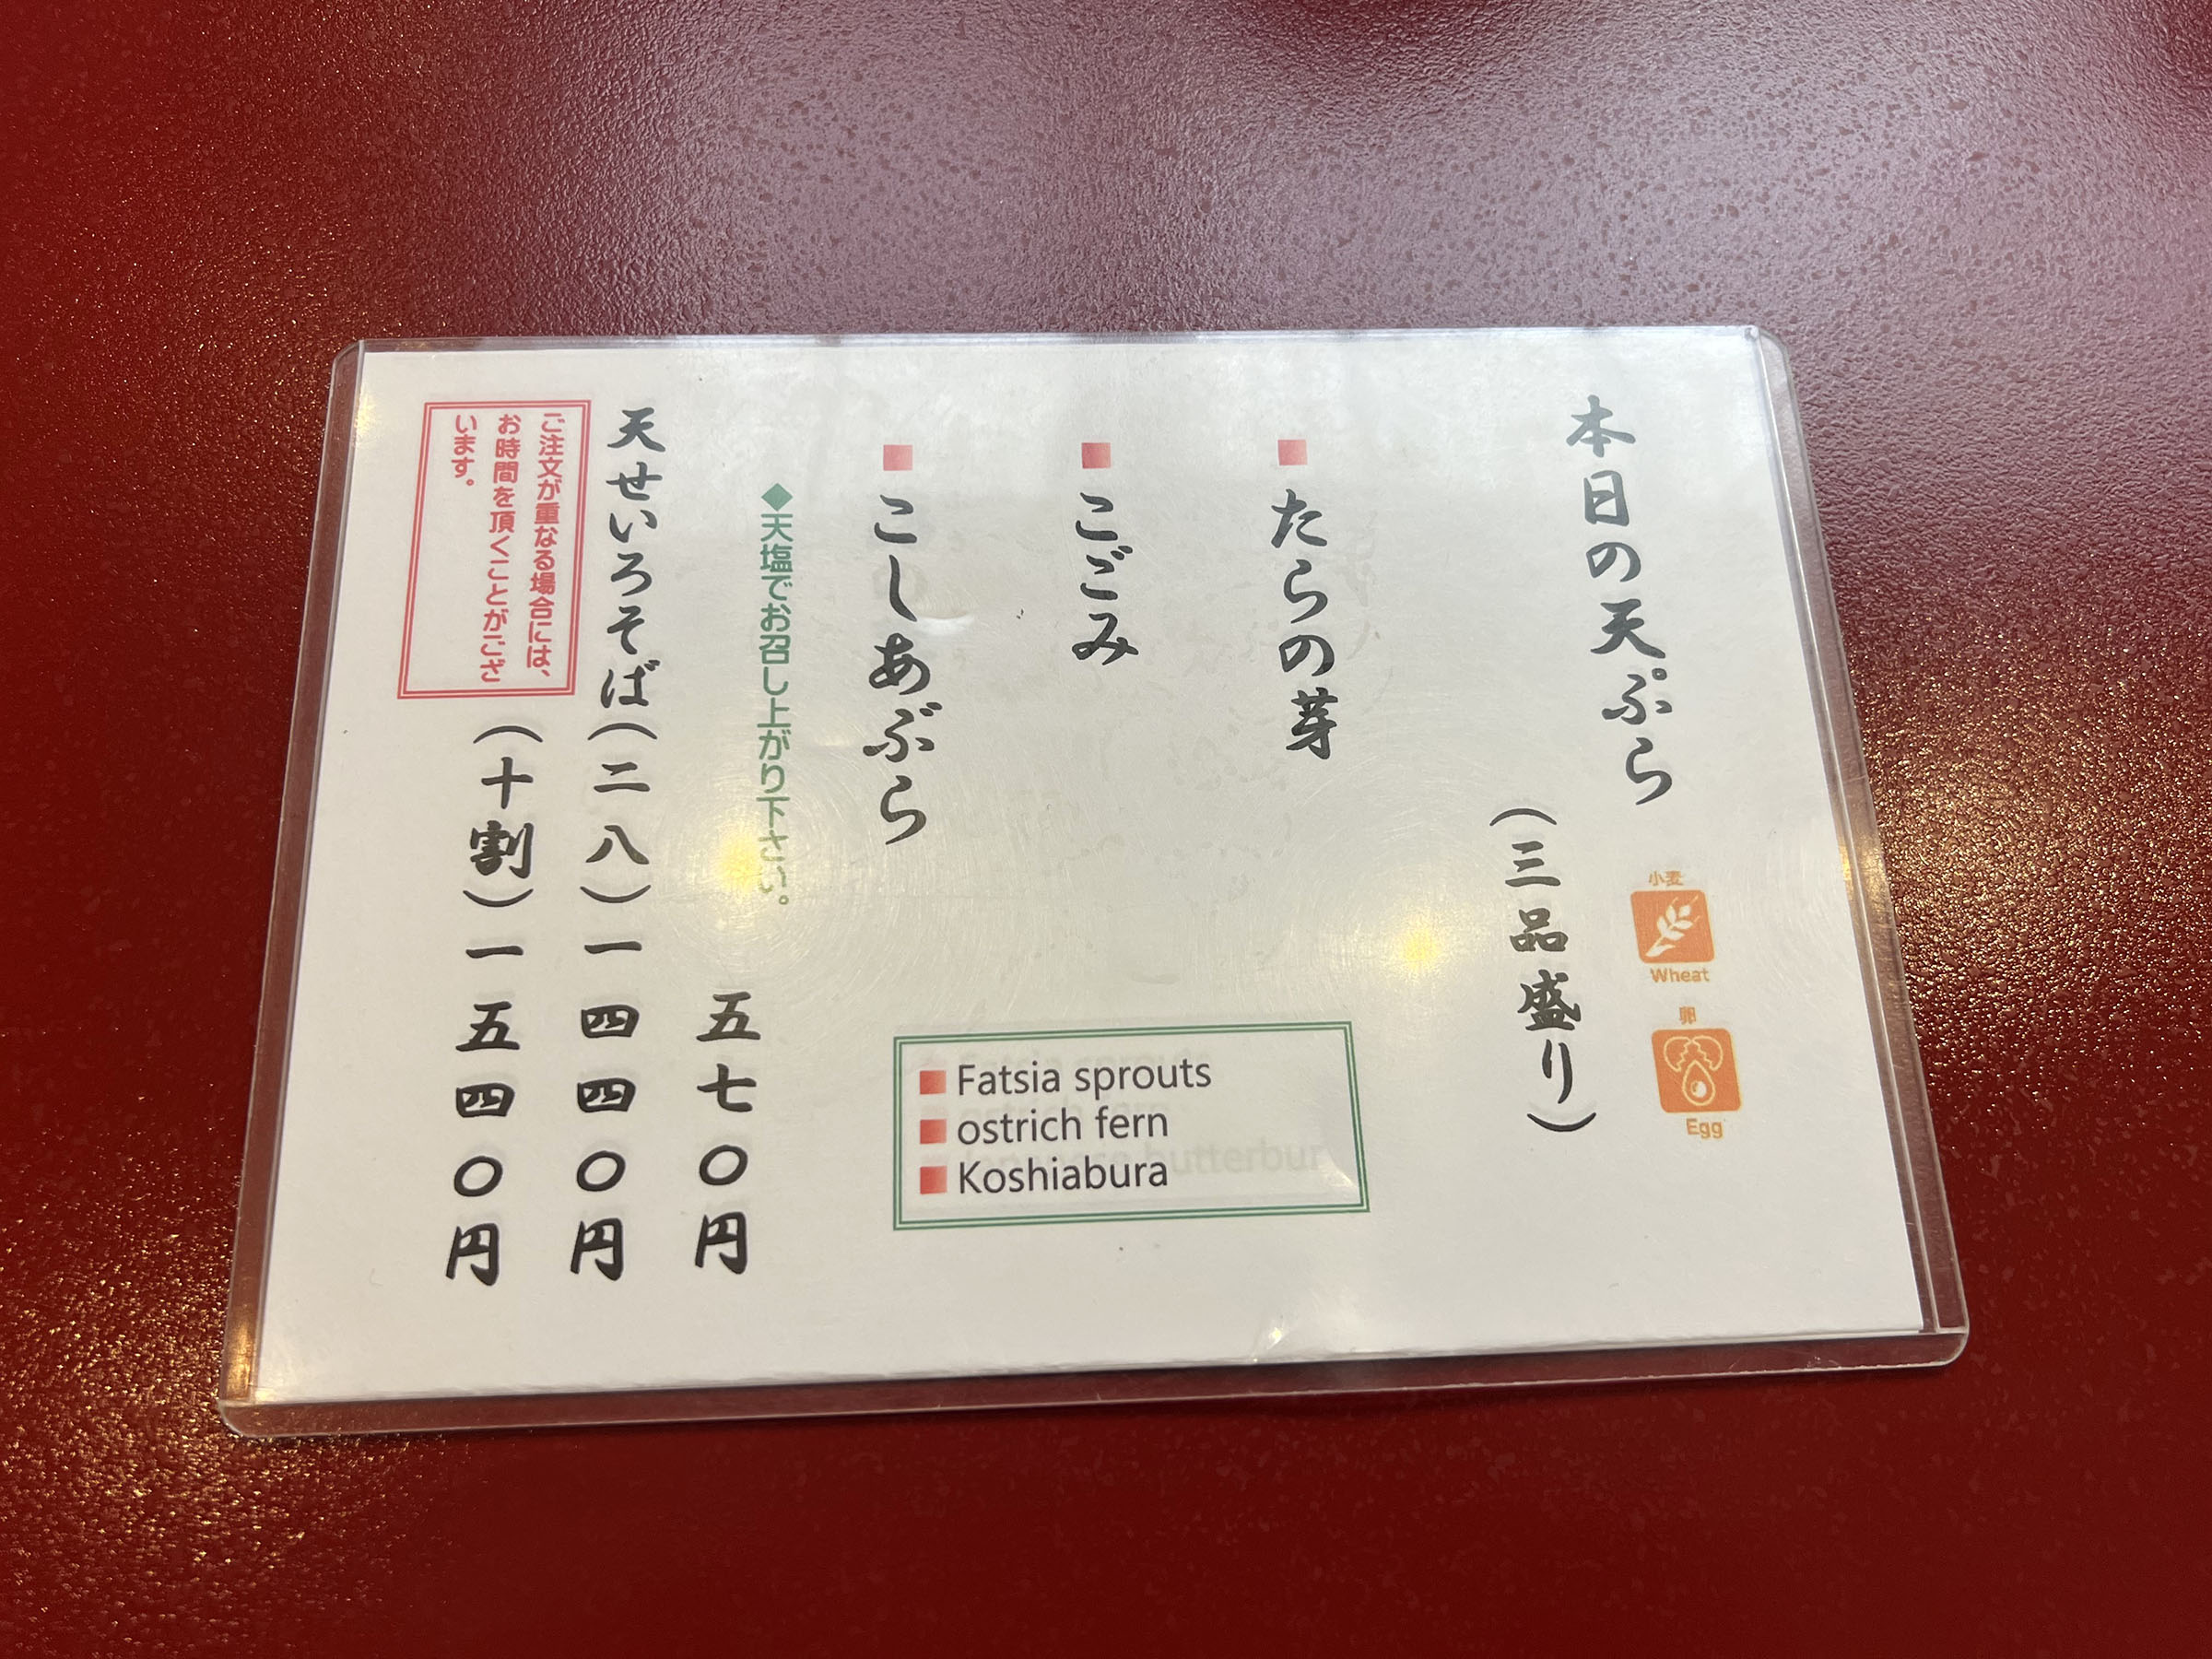 本日の天ぷら
小麦
Wheat
卵
Egg
(三品盛り)
■たらの芽
■こごみ
■こしあぶら
■Fatsia sprouts
■ostrich fern
■Koshiabura
◆天塩でお召し上がり下さい。
五七〇円
天せいろそば(二八)一四四〇円
(十割)一五四〇円
ご注文が重なる場合には、
お時間を頂くことがござ
います。